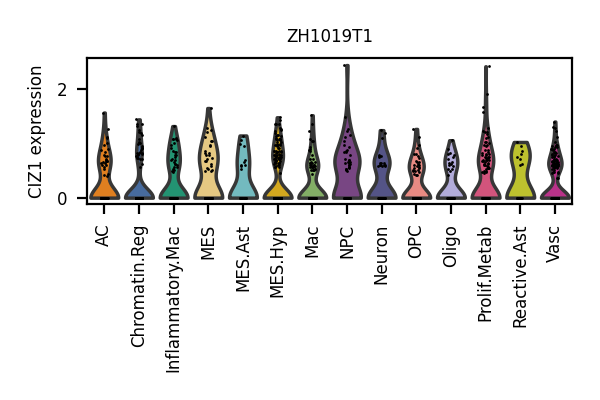 ZH1019T1
CIZ1 expression
2
0
AC
Chromatin.Reg
Inflammatory.Mac
MES
MES.Ast
MES.Hyp
Mac
NPC
Neuron
OPC
Oligo
Prolif.Metab
Reactive.Ast
Vasc